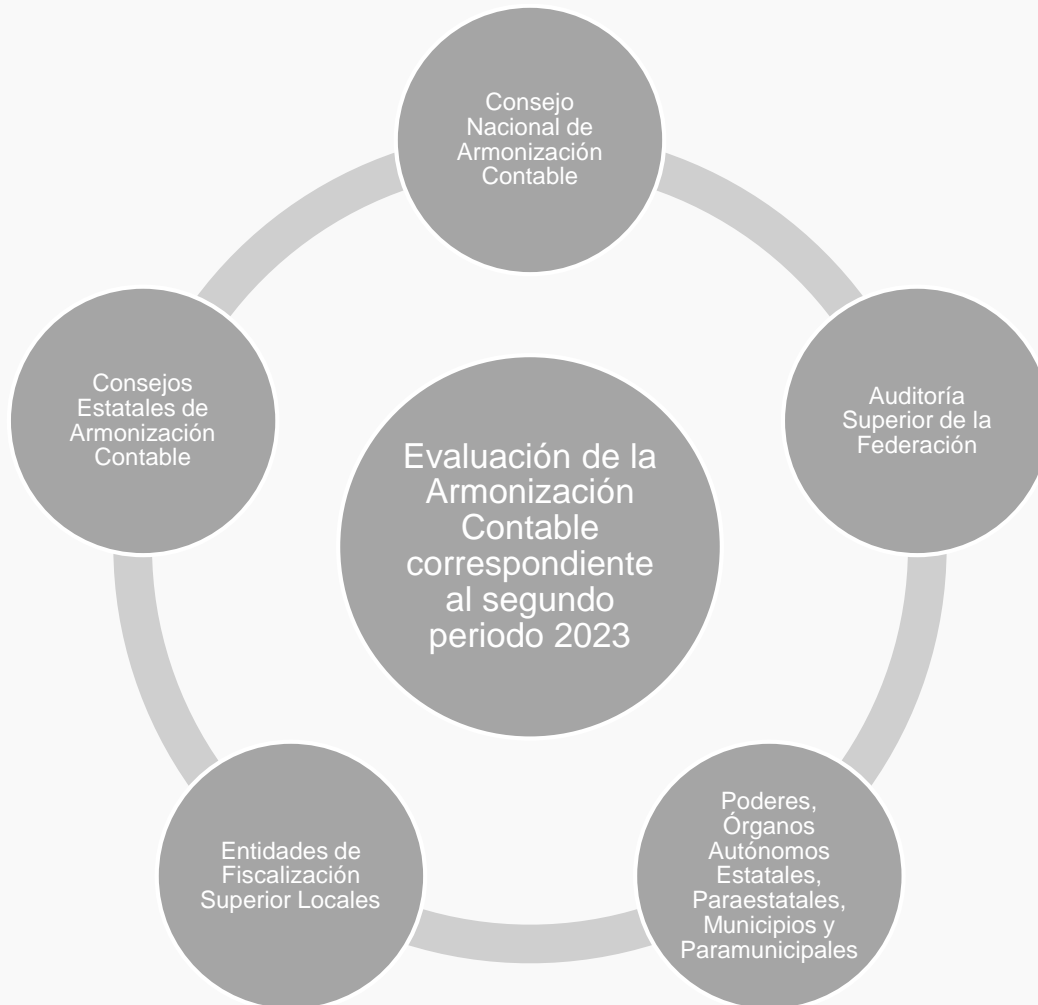 Consejo
Nacional de
Armonización
Contable
Auditoría
Superior de la
Federación
Poderes,
Órganos
Autónomos
Estatales,
Paraestatales,
Municipios y
Paramunicipales
Entidades de
Fiscalización
Superior Locales
Consejos
Estatales de
Armonización
Contable
Evaluación de la
Armonización
Contable
correspondiente
al segundo
periodo 2023